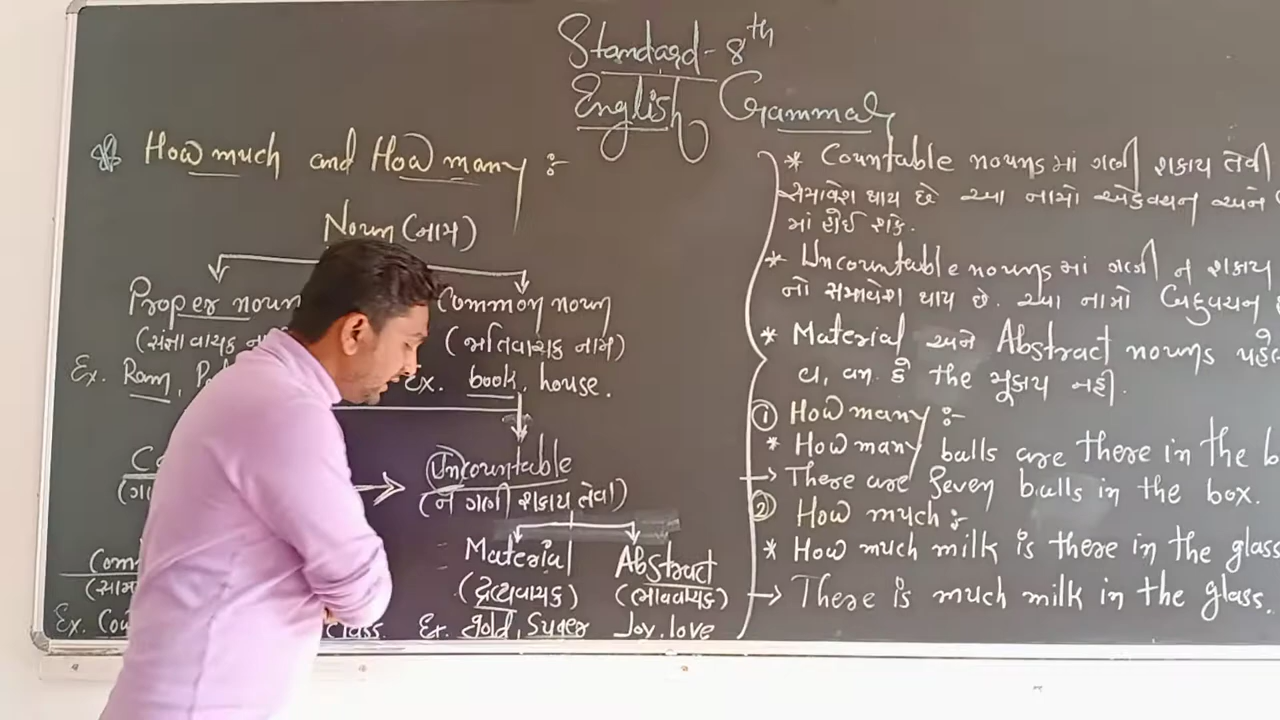 Standard - 8th
English Grammar
* How much and How many :-
Noun (નામ)
Proper noun
Common noun
(સંજ્ઞાવાચક
(જાતિવાચક નામ)
Ex. Ram,
Ex. book, house.
Uncountable
(ન ગણી શકાય તેવા)
Material
Abstract
(દ્રવ્યવાચક)
(ભાવવાચક)
Ex.
class.
Ex. gold, Suger
Joy, love
* Countable nouns માં ગણી શકાય તેવી
સમાવેશ થાય છે આ નામો એકવચન અને
માં હોઈ શકે.
* Uncountable nouns માં ગણી ન શકાય
નો સમાવેશ થાય છે. આ નામો બહુવચન
* Material અને Abstract nouns પહેલા
a, an. કે the મૂકાય નહી.
① How many :-
* How many balls are there in the b
→ There are seven balls in the box.
② How much :-
* How much milk is there in the glass
→ There is much milk in the glass.